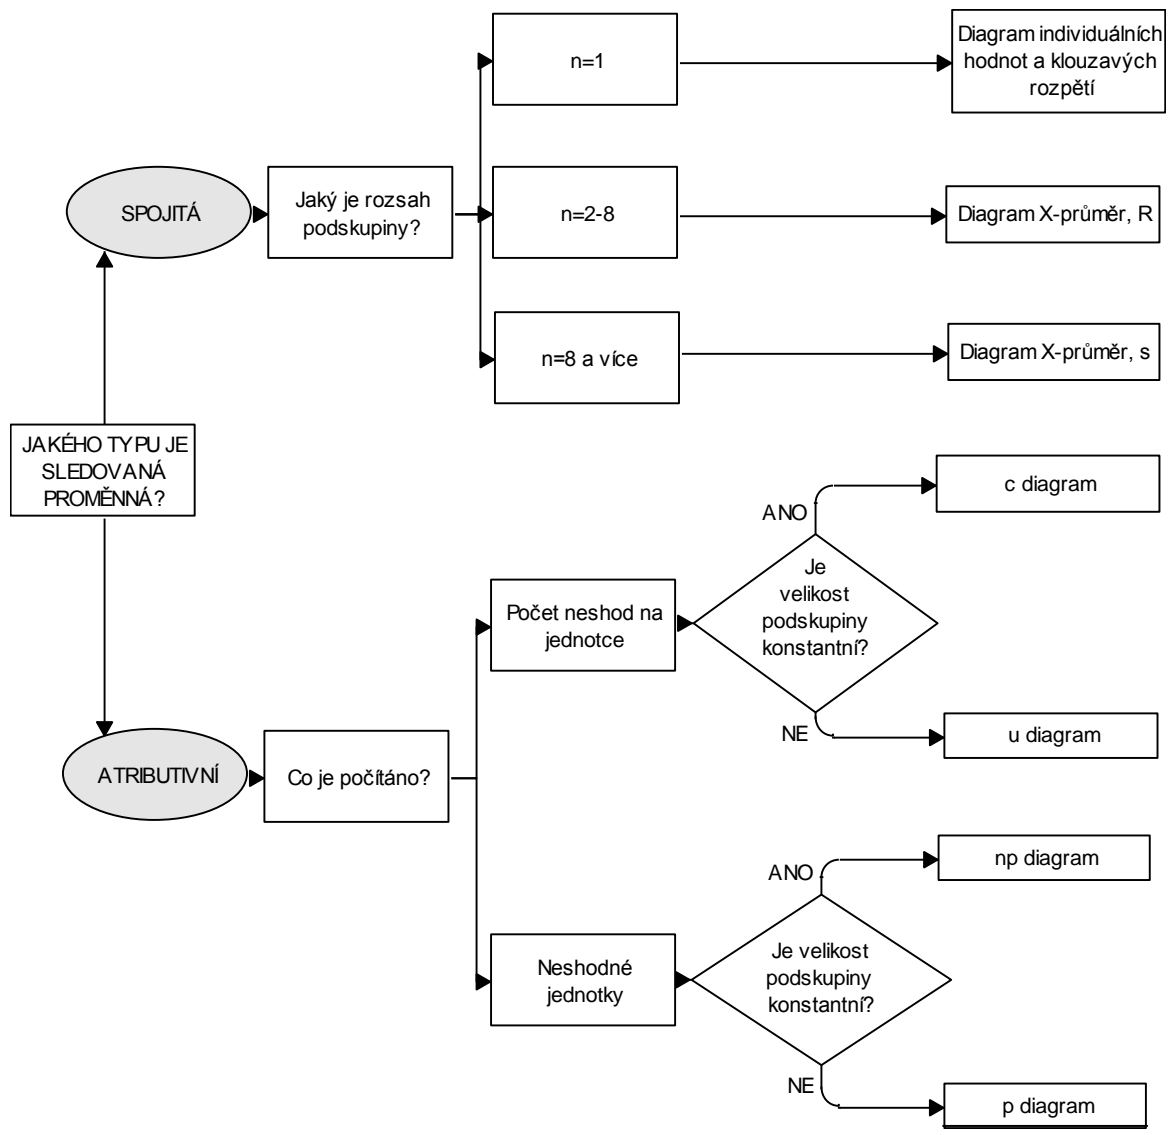 n=1
Diagram individuálních
hodnot a klouzavých
rozpětí
SPOJITÁ
Jaký je rozsah
podskupiny?
n=2-8
Diagram X-průměr, R
n=8 a více
Diagram X-průměr, s
JAKÉHO TYPU JE
SLEDOVANÁ
PROMĚNNÁ?
c diagram
ANO
Je
velikost
podskupiny
konstantní?
Počet neshod na
jednotce
NE
u diagram
ATRIBUTIVNÍ
Co je počítáno?
np diagram
ANO
Je velikost
podskupiny
konstantní?
Neshodné
jednotky
NE
p diagram